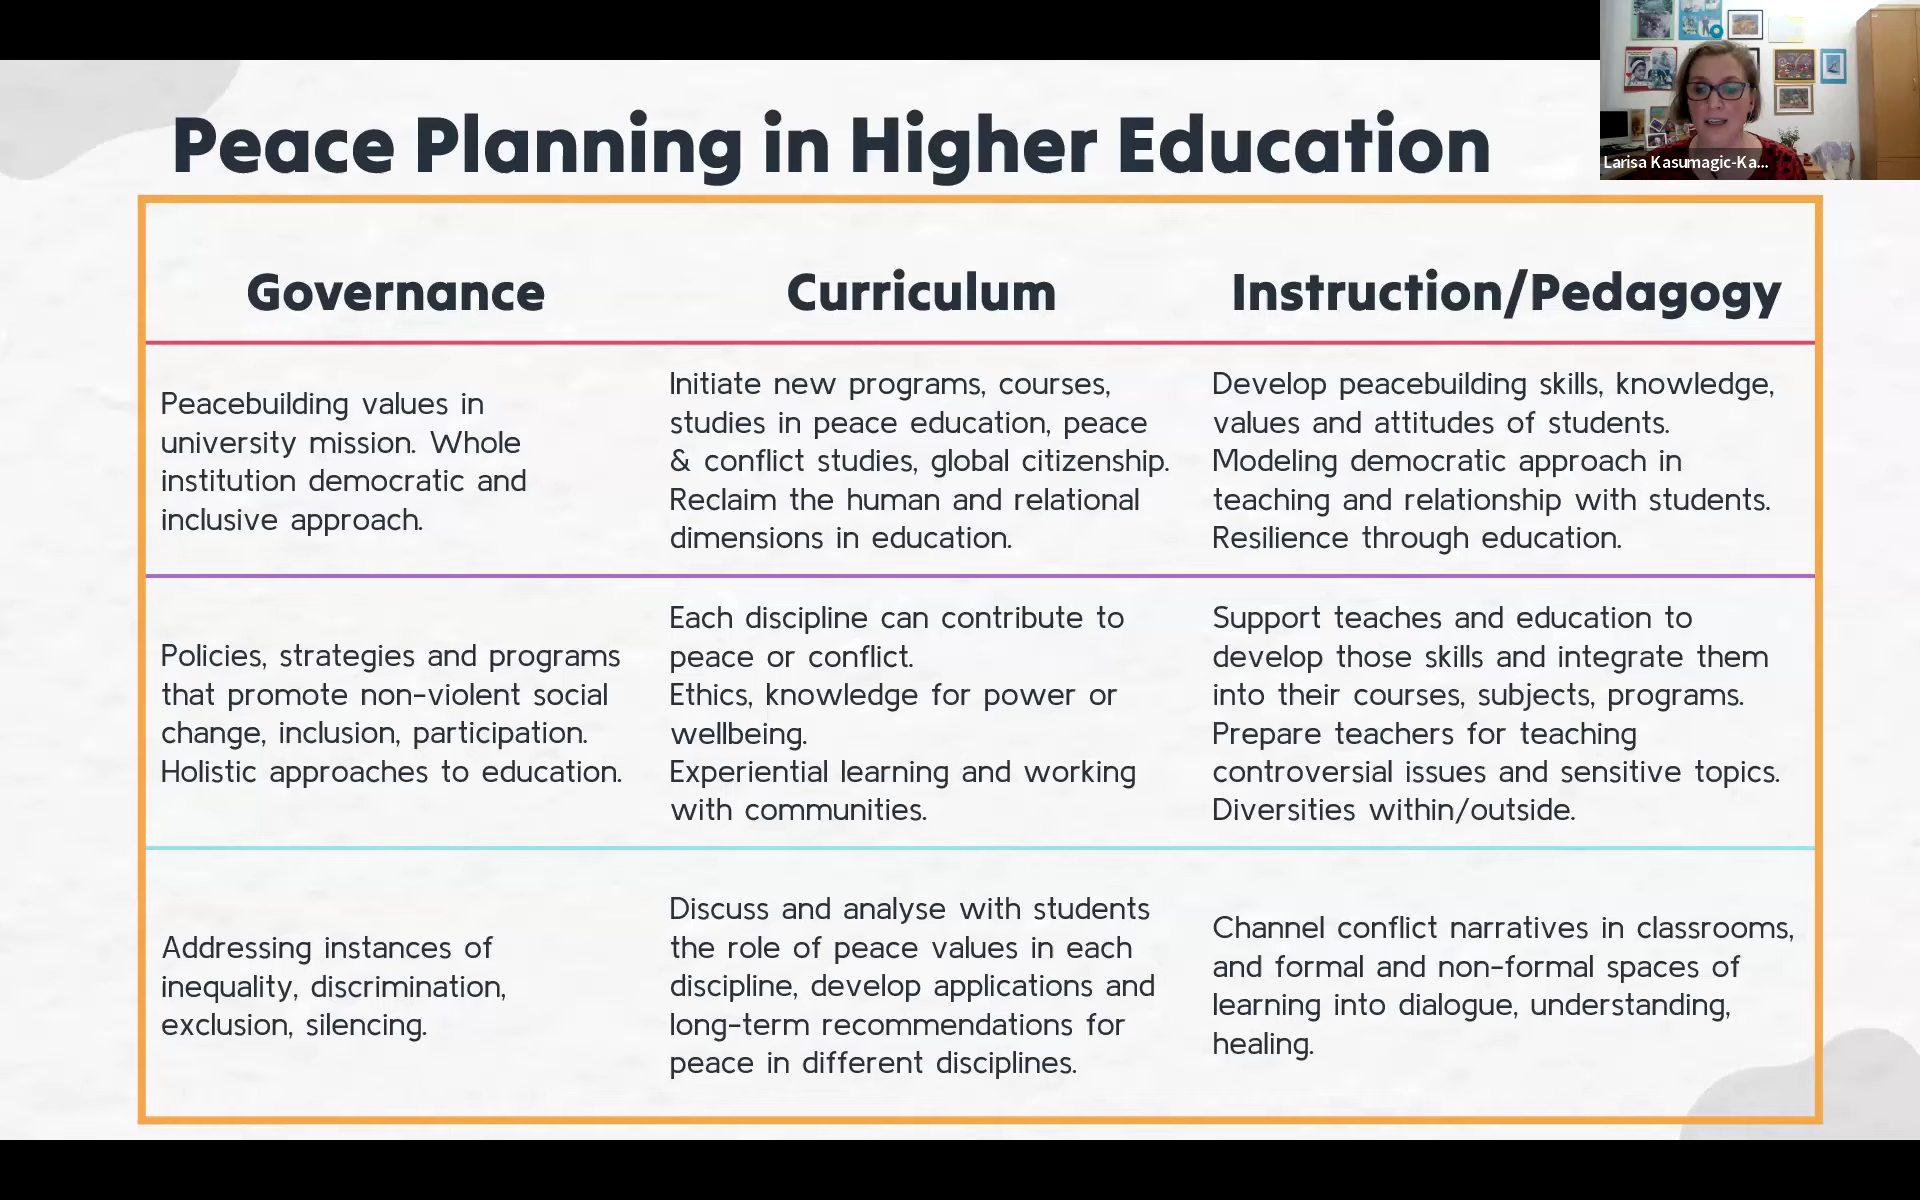 Peace Planning in Higher Education
Larisa Kasumagic-Ka...
Governance
Curriculum
Instruction/Pedagogy
Peacebuilding values in
university mission. Whole
institution democratic and
inclusive approach.
Initiate new programs, courses,
studies in peace education, peace
& conflict studies, global citizenship.
Reclaim the human and relational
dimensions in education.
Develop peacebuilding skills, knowledge,
values and attitudes of students.
Modeling democratic approach in
teaching and relationship with students.
Resilience through education.
Policies, strategies and programs
that promote non-violent social
change, inclusion, participation.
Holistic approaches to education.
Each discipline can contribute to
peace or conflict.
Ethics, knowledge for power or
wellbeing.
Experiential learning and working
with communities.
Support teaches and education to
develop those skills and integrate them
into their courses, subjects, programs.
Prepare teachers for teaching
controversial issues and sensitive topics.
Diversities within/outside.
Addressing instances of
inequality, discrimination,
exclusion, silencing.
Discuss and analyse with students
the role of peace values in each
discipline, develop applications and
long-term recommendations for
peace in different disciplines.
Channel conflict narratives in classrooms,
and formal and non-formal spaces of
learning into dialogue, understanding,
healing.